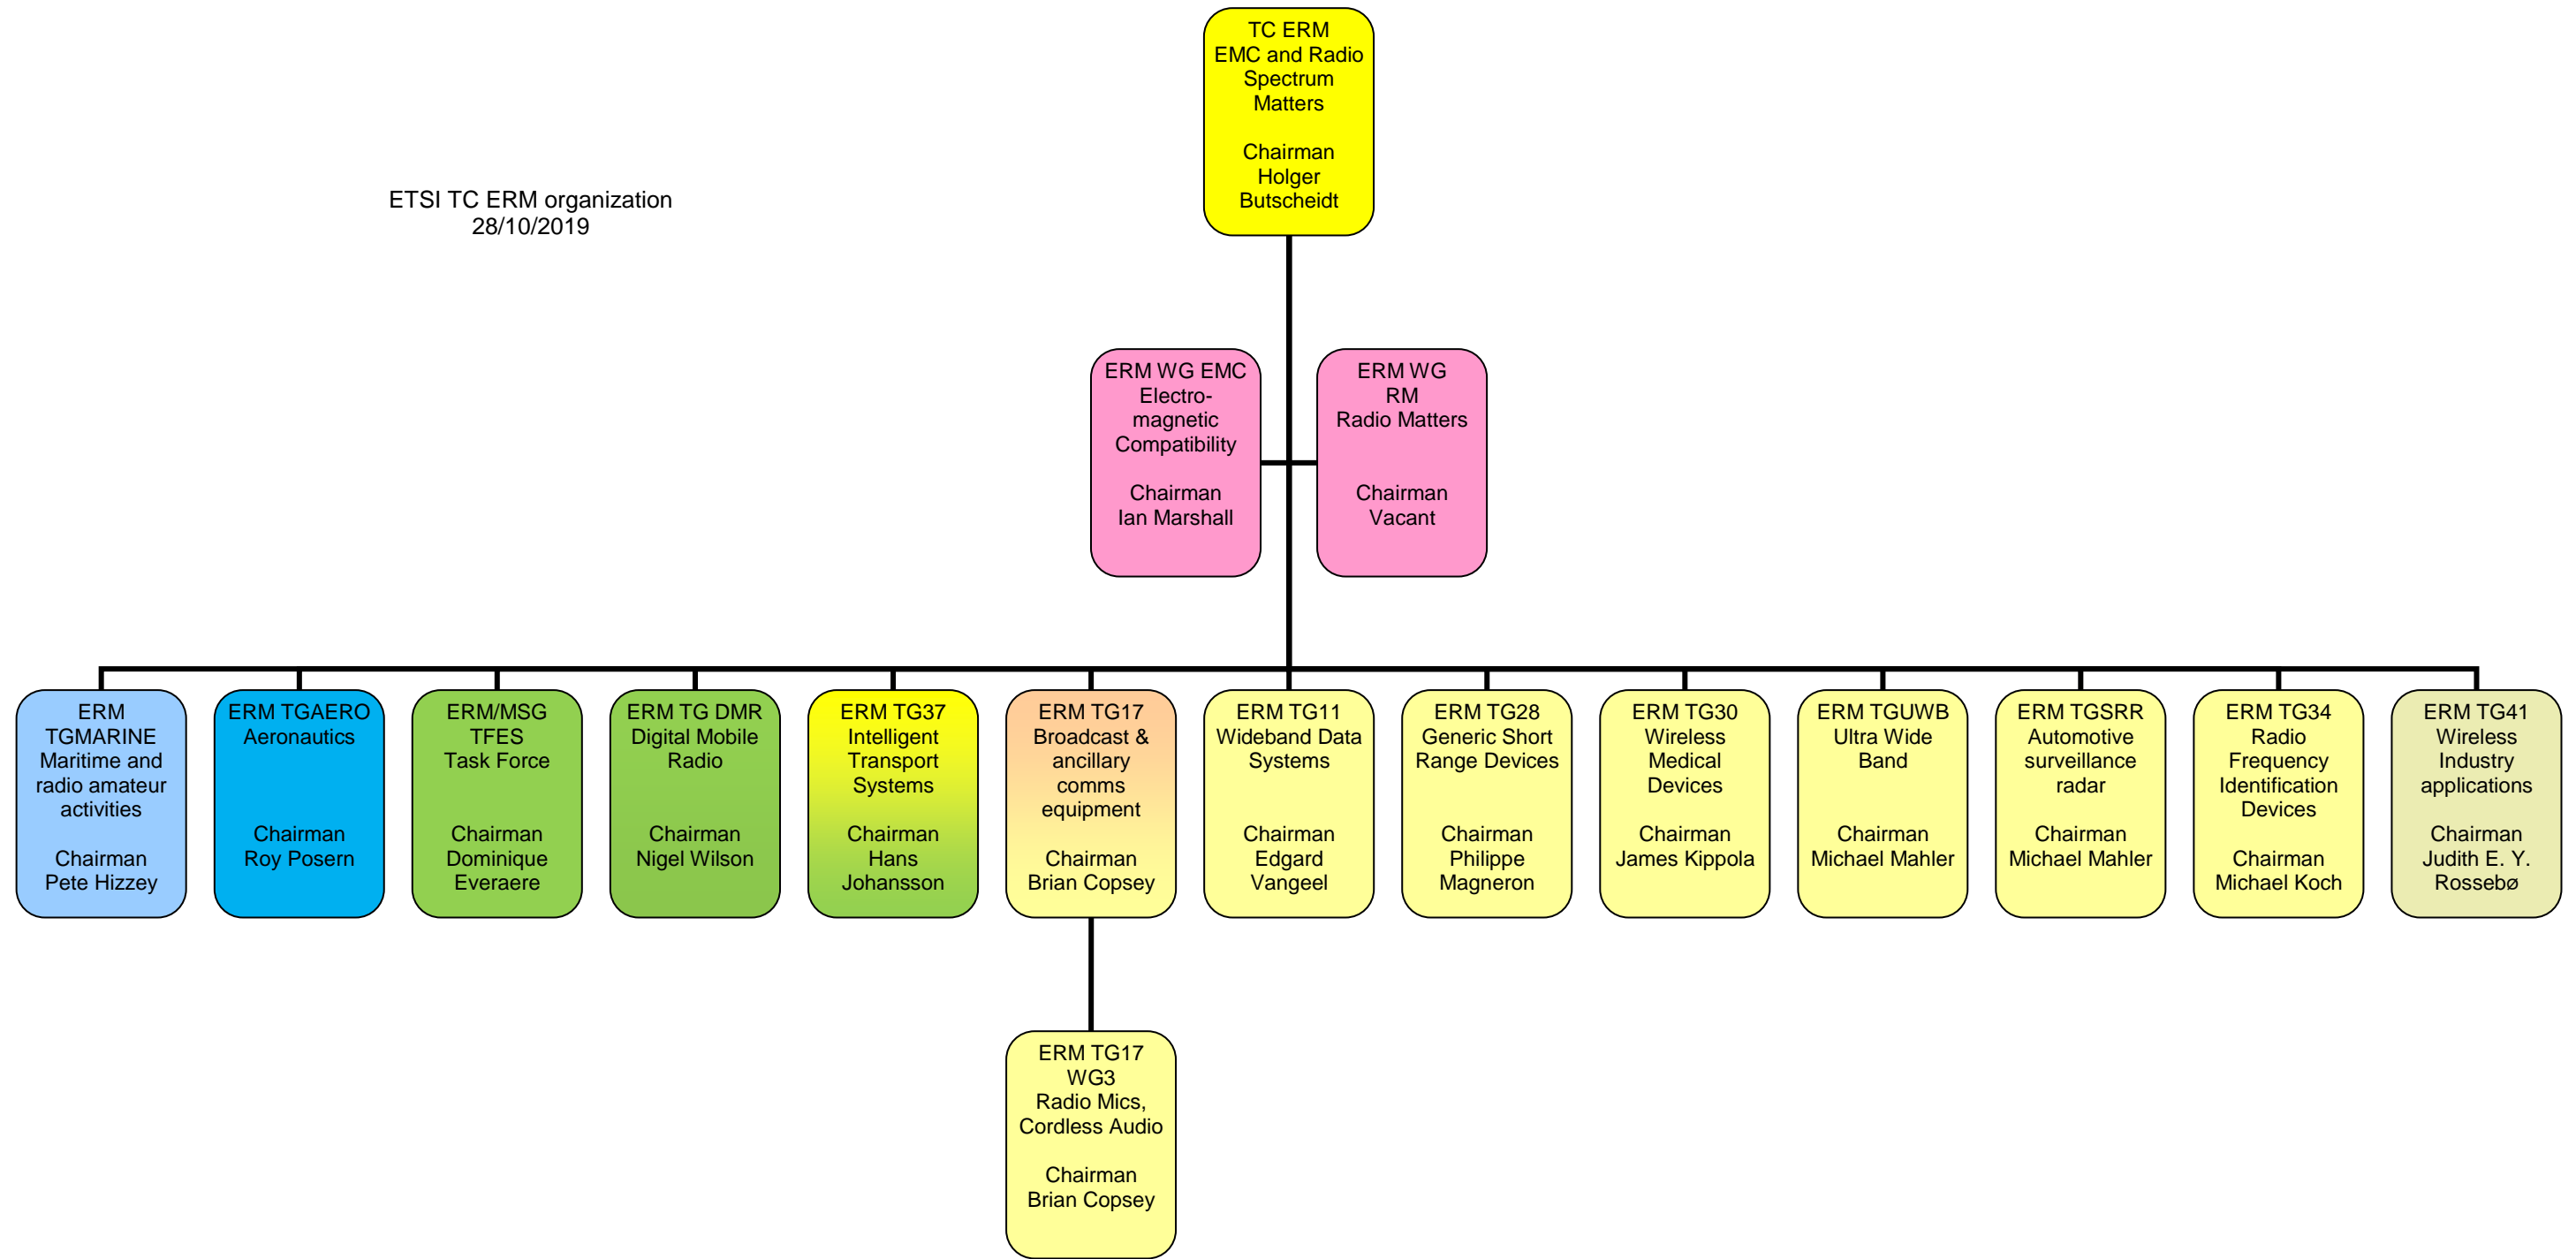 TC ERM
EMC and Radio
Spectrum
Matters
Chairman
Holger
Butscheidt
ETSI TC ERM organization
28/10/2019
ERM WG EMC
Electro-
magnetic
Compatibility
Chairman
Ian Marshall
ERM WG
RM
Radio Matters
Chairman
Vacant
ERM
TGMARINE
Maritime and
radio amateur
activities
Chairman
Pete Hizzey
ERM TGAERO
Aeronautics
Chairman
Roy Posern
ERM/MSG
TFES
Task Force
Chairman
Dominique
Everaere
ERM TG DMR
Digital Mobile
Radio
Chairman
Nigel Wilson
ERM TG37
Intelligent
Transport
Systems
Chairman
Hans
Johansson
ERM TG17
Broadcast &
ancillary
comms
equipment
Chairman
Brian Copsey
ERM TG11
Wideband Data
Systems
Chairman
Edgard
Vangeel
ERM TG28
Generic Short
Range Devices
Chairman
Philippe
Magneron
ERM TG30
Wireless
Medical
Devices
Chairman
James Kippola
ERM TGUWB
Ultra Wide
Band
Chairman
Michael Mahler
ERM TGSRR
Automotive
surveillance
radar
Chairman
Michael Mahler
ERM TG34
Radio
Frequency
Identification
Devices
Chairman
Michael Koch
ERM TG41
Wireless
Industry
applications
Chairman
Judith E. Y.
Rossebø
ERM TG17
WG3
Radio Mics,
Cordless Audio
Chairman
Brian Copsey